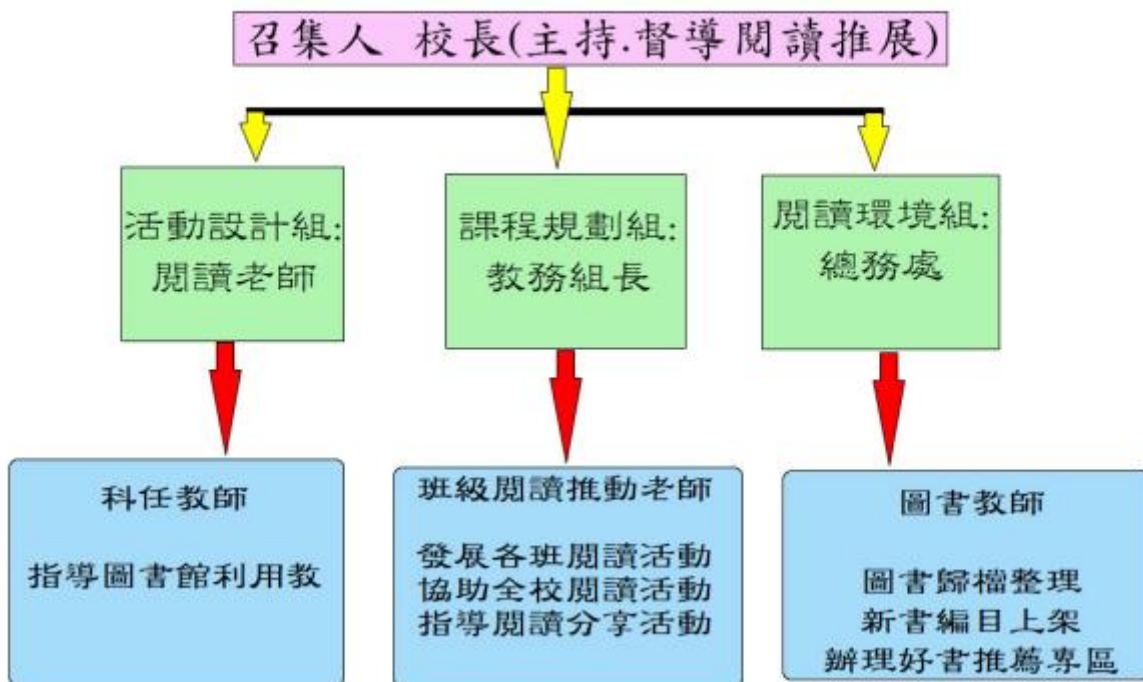 召集人 校長(主持.督導閱讀推展)
活動設計組:
閱讀老師
課程規劃組:
教務組長
閱讀環境組:
總務處
科任教師
指導圖書館利用教
班級閱讀推動老師
發展各班閱讀活動
協助全校閱讀活動
指導閱讀分享活動
圖書教師
圖書歸檔整理
新書編目上架
辦理好書推薦專區